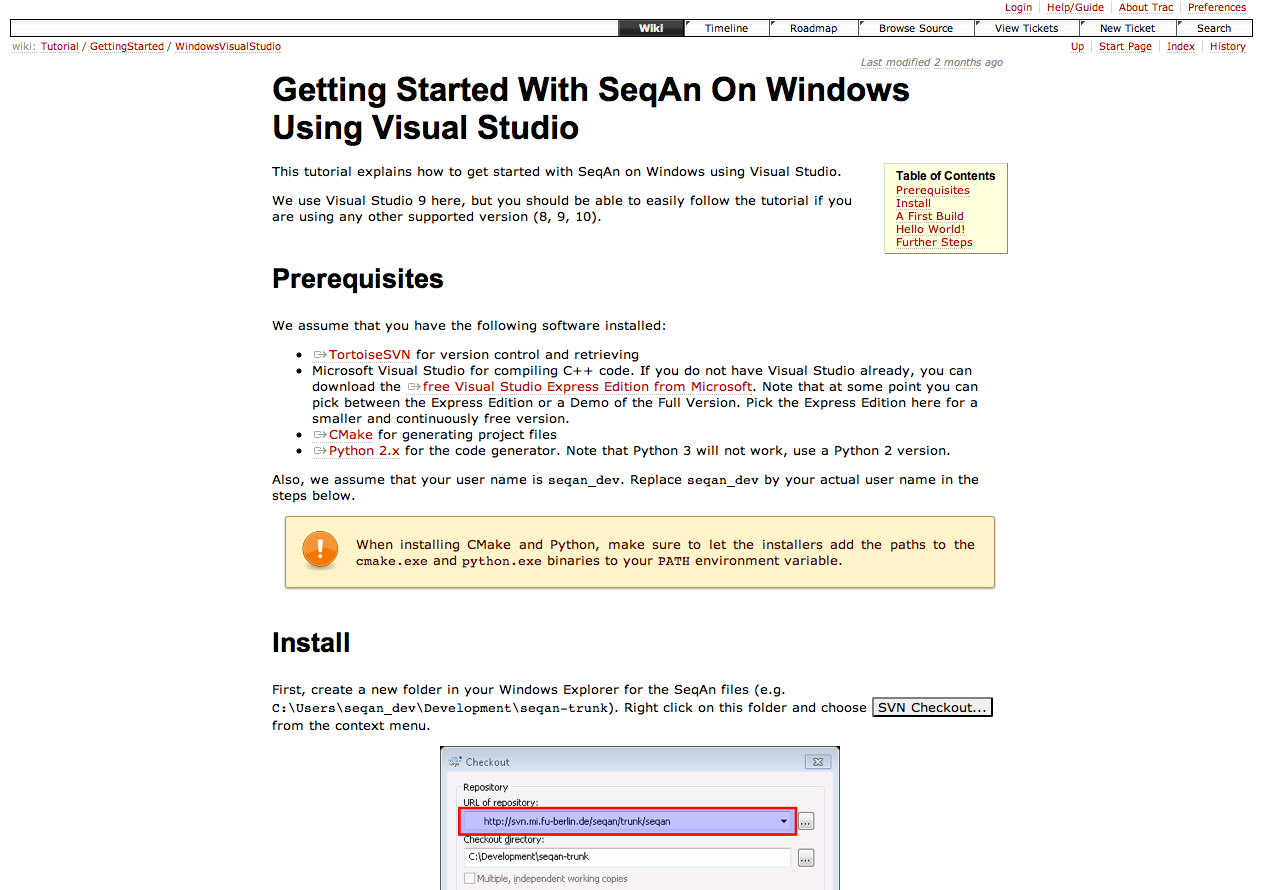 Login Help/Guide About Trac Preferences
Wiki Timeline Roadmap Browse Source View Tickets New Ticket Search
wiki: Tutorial / GettingStarted / WindowsVisualStudio
Up Start Page Index History
Last modified 2 months ago
Getting Started With SeqAn On Windows
Using Visual Studio
This tutorial explains how to get started with SeqAn on Windows using Visual Studio.
We use Visual Studio 9 here, but you should be able to easily follow the tutorial if you
are using any other supported version (8, 9, 10).
Table of Contents
Prerequisites
Install
A First Build
Hello World!
Further Steps
Prerequisites
We assume that you have the following software installed:
• TortoiseSVN for version control and retrieving
• Microsoft Visual Studio for compiling C++ code. If you do not have Visual Studio already, you can
download the free Visual Studio Express Edition from Microsoft. Note that at some point you can
pick between the Express Edition or a Demo of the Full Version. Pick the Express Edition here for a
smaller and continuously free version.
• CMake for generating project files
• Python 2.x for the code generator. Note that Python 3 will not work, use a Python 2 version.
Also, we assume that your user name is seqan_dev. Replace seqan_dev by your actual user name in the
steps below.
When installing CMake and Python, make sure to let the installers add the paths to the
cmake.exe and python.exe binaries to your PATH environment variable.
Install
First, create a new folder in your Windows Explorer for the SeqAn files (e.g.
C:\Users\seqan_dev\Development\seqan-trunk). Right click on this folder and choose SVN Checkout...
from the context menu.
Checkout
Repository
URL of repository:
http://svn.mi.fu-berlin.de/seqan/trunk/seqan
...
Checkout directory:
C:\Development\seqan-trunk
...
Multiple, independent working copies